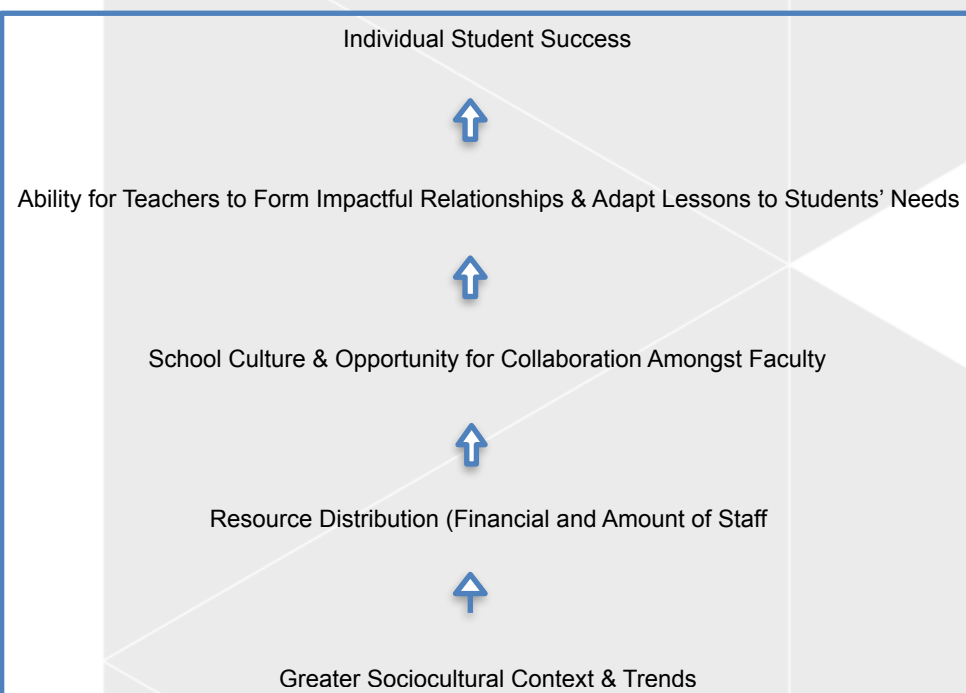 Individual Student Success
Ability for Teachers to Form Impactful Relationships & Adapt Lessons to Students’ Needs
School Culture & Opportunity for Collaboration Amongst Faculty
Resource Distribution (Financial and Amount of Staff
Greater Sociocultural Context & Trends